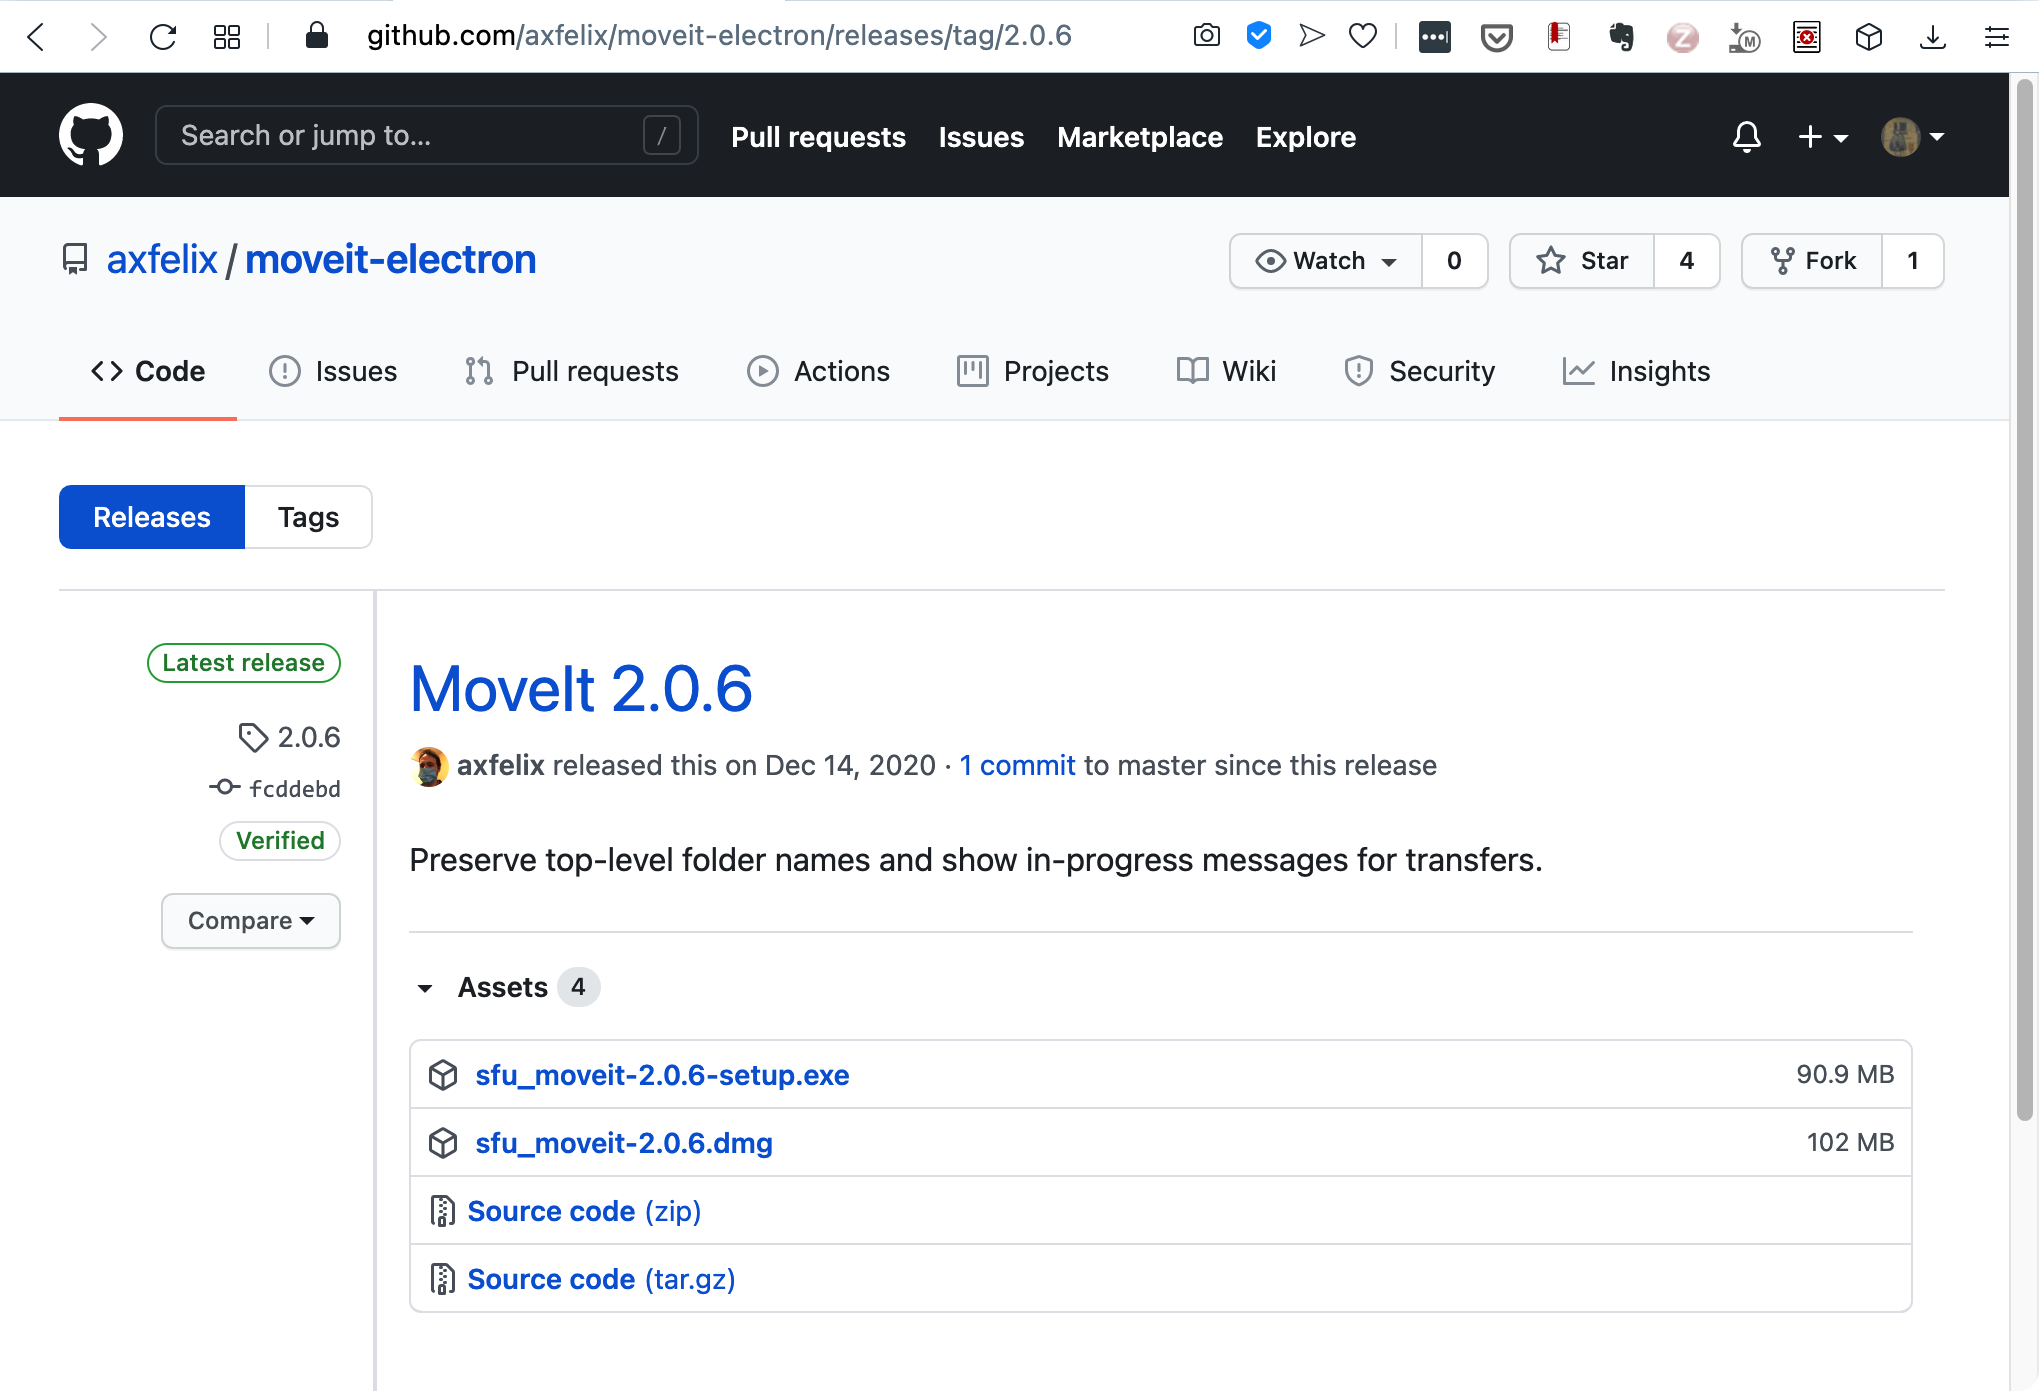 github.com/axfelix/moveit-electron/releases/tag/2.0.6
Search or jump to... /
Pull requests Issues Marketplace Explore
axfelix / moveit-electron
Watch 0 Star 4 Fork 1
Code Issues Pull requests Actions Projects Wiki Security Insights
Releases Tags
Latest release
2.0.6
fcddebd
Verified
Compare
MoveIt 2.0.6
axfelix released this on Dec 14, 2020 · 1 commit to master since this release
Preserve top-level folder names and show in-progress messages for transfers.
Assets 4
sfu_moveit-2.0.6-setup.exe 90.9 MB
sfu_moveit-2.0.6.dmg 102 MB
Source code (zip)
Source code (tar.gz)